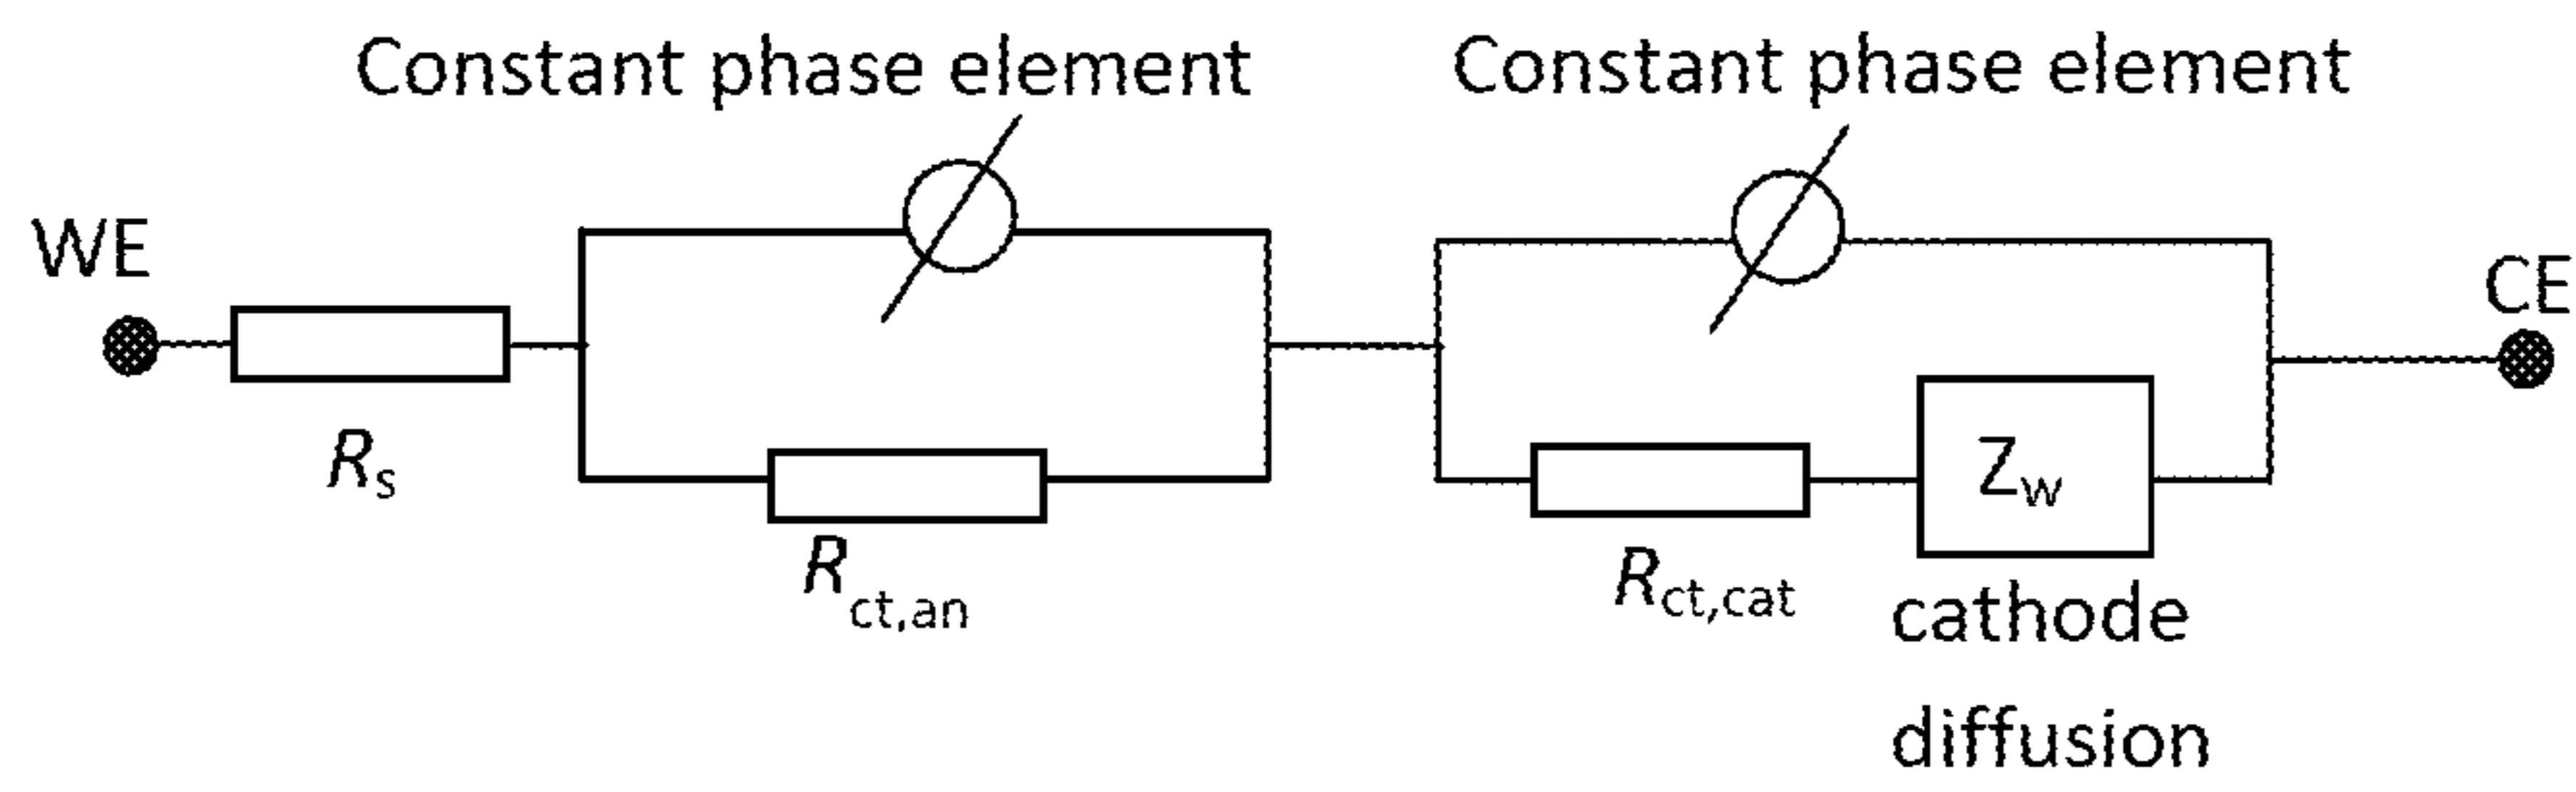 Constant phase element
Constant phase element
WE
CE
Rs
Rct,an
Rct,cat
Zw
cathode
diffusion